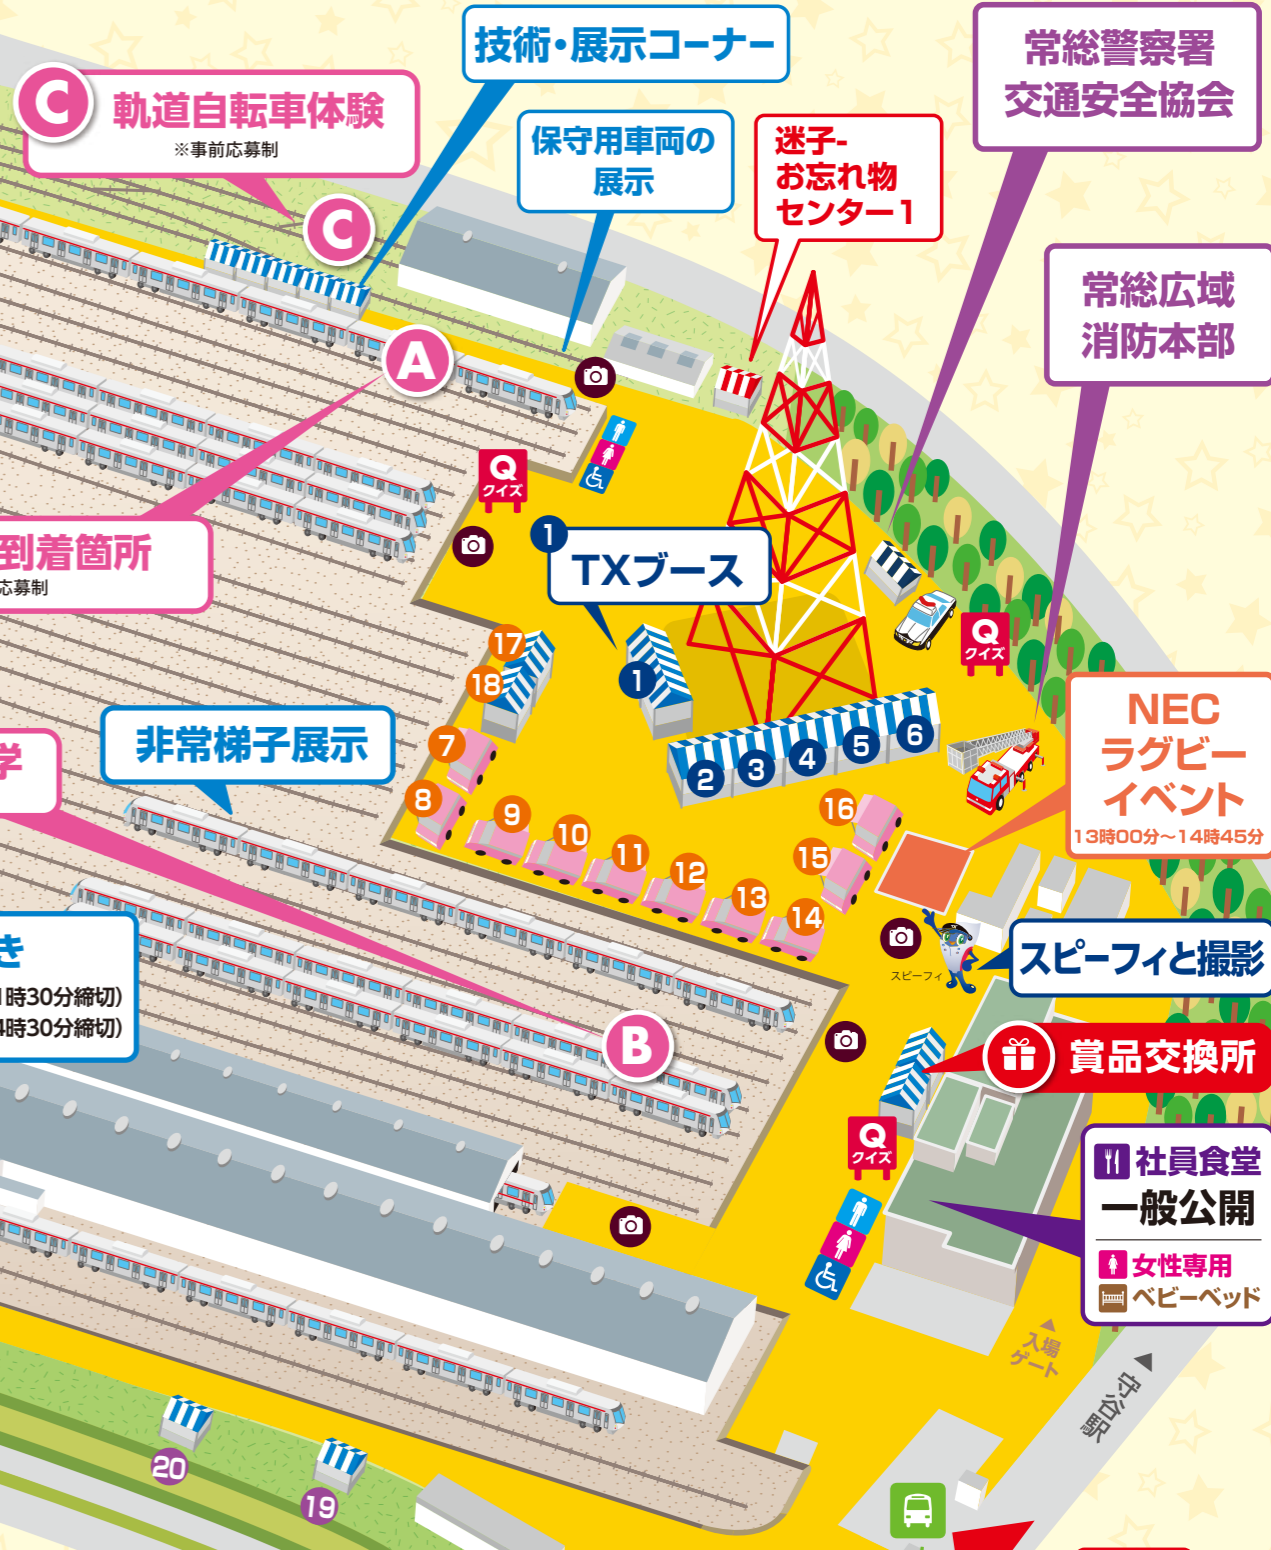 技術・展示コーナー
常総警察署
交通安全協会
C
軌道自転車体験
※事前応募制
保守用車両の
展示
迷子-
お忘れ物
センター1
C
常総広域
消防本部
A
Q
クイズ
到着箇所
応募制
1
TXブース
Q
クイズ
17
18
1
NEC
ラグビー
イベント
13時00分～14時45分
学
非常梯子展示
7
8
9
10
11
12
13
14
15
16
2
3
4
5
6
き
時30分締切)
時30分締切)
スピーフィ
スピーフィと撮影
B
賞品交換所
Q
クイズ
社員食堂
一般公開
女性専用
ベビーベッド
▲
入場
ゲート
▲守谷駅
20
19